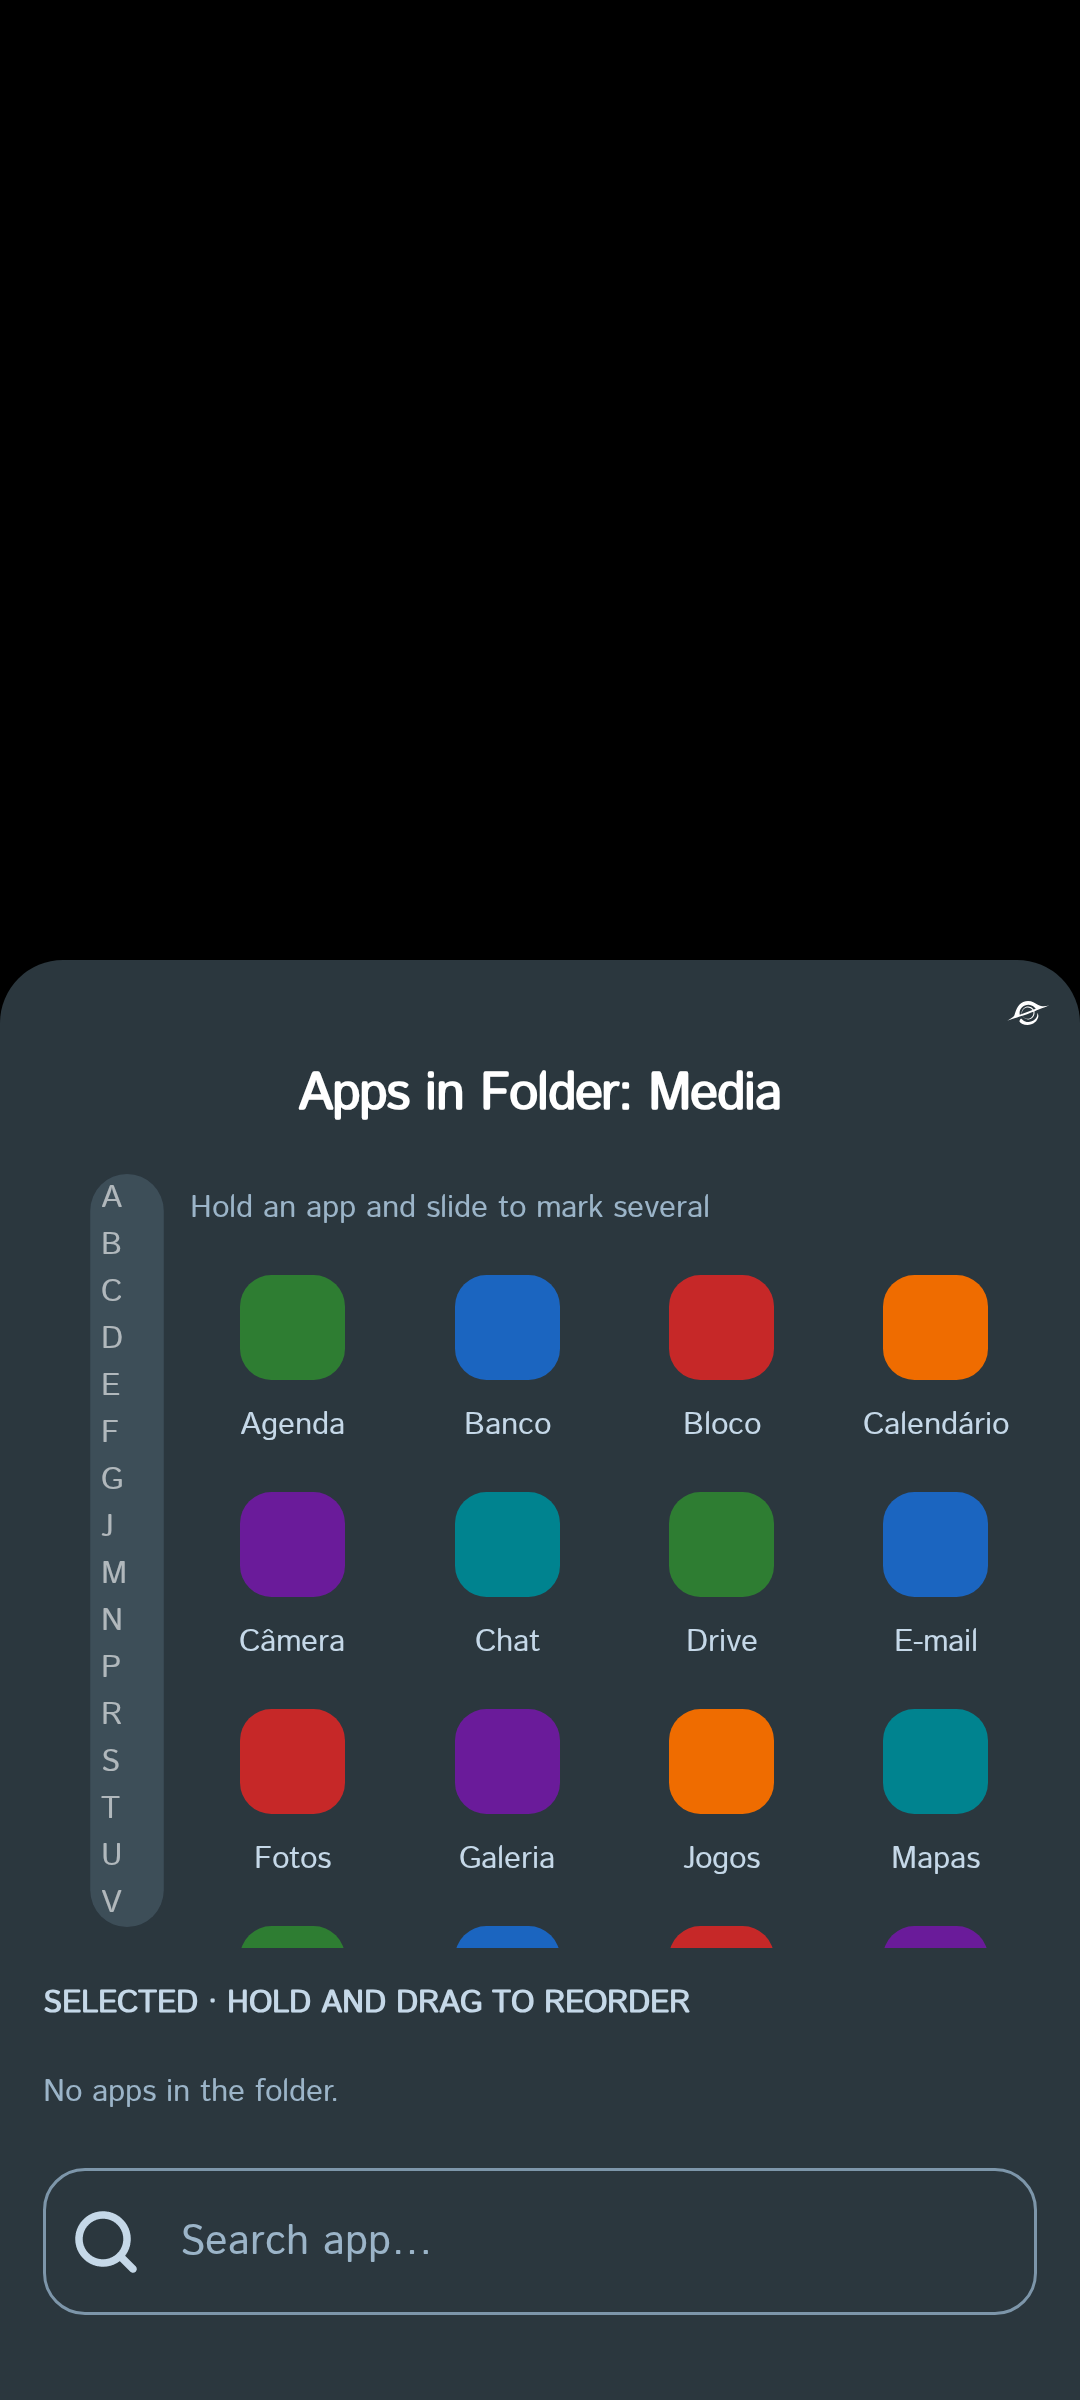 Apps in Folder: Media
Hold an app and slide to mark several
A
B
C
D
E
F
G
J
M
N
P
R
S
T
U
V
Agenda
Banco
Bloco
Calendário
Câmera
Chat
Drive
E-mail
Fotos
Galeria
Jogos
Mapas
SELECTED · HOLD AND DRAG TO REORDER
No apps in the folder.
Search app...